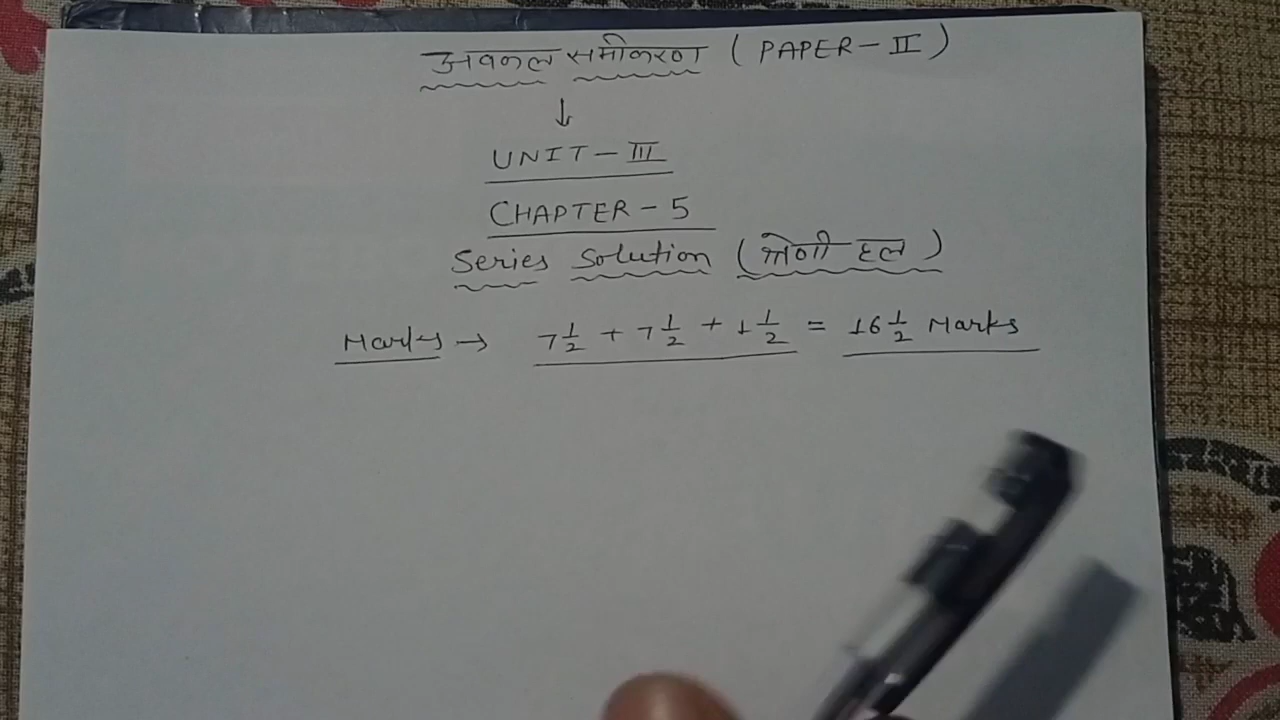 अवकल समीकरण (PAPER-II)
↓
UNIT-III
CHAPTER-5
Series Solution (श्रेणी हल)
Marks → 7 1/2 + 7 1/2 + 1 1/2 = 16 1/2 Marks